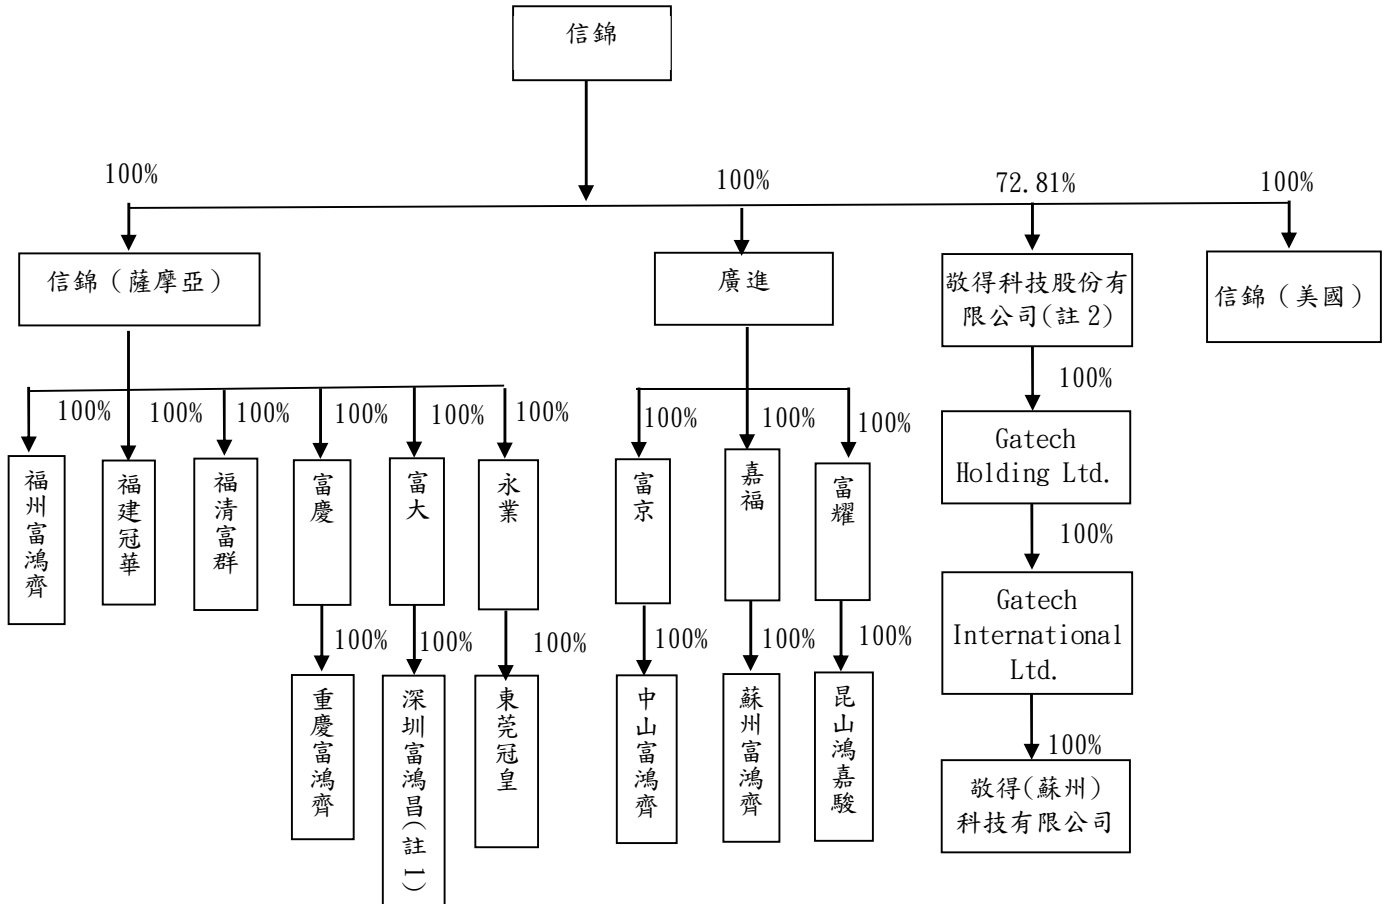 信錦
100%
100%
72.81%
100%
信錦（薩摩亞）
廣進
敬得科技股份有
限公司(註 2)
信錦（美國）
100%
100%
100%
100%
100%
100%
100%
100%
100%
100%
福州富鴻齊
福建冠華
福清富群
富慶
富大
永業
富京
嘉福
富耀
Gatech
Holding Ltd.
100%
100%
100%
100%
100%
100%
100%
重慶富鴻齊
深圳富鴻昌(註 1)
東莞冠皇
中山富鴻齊
蘇州富鴻齊
昆山鴻嘉駿
Gatech
International
Ltd.
100%
敬得(蘇州)
科技有限公司